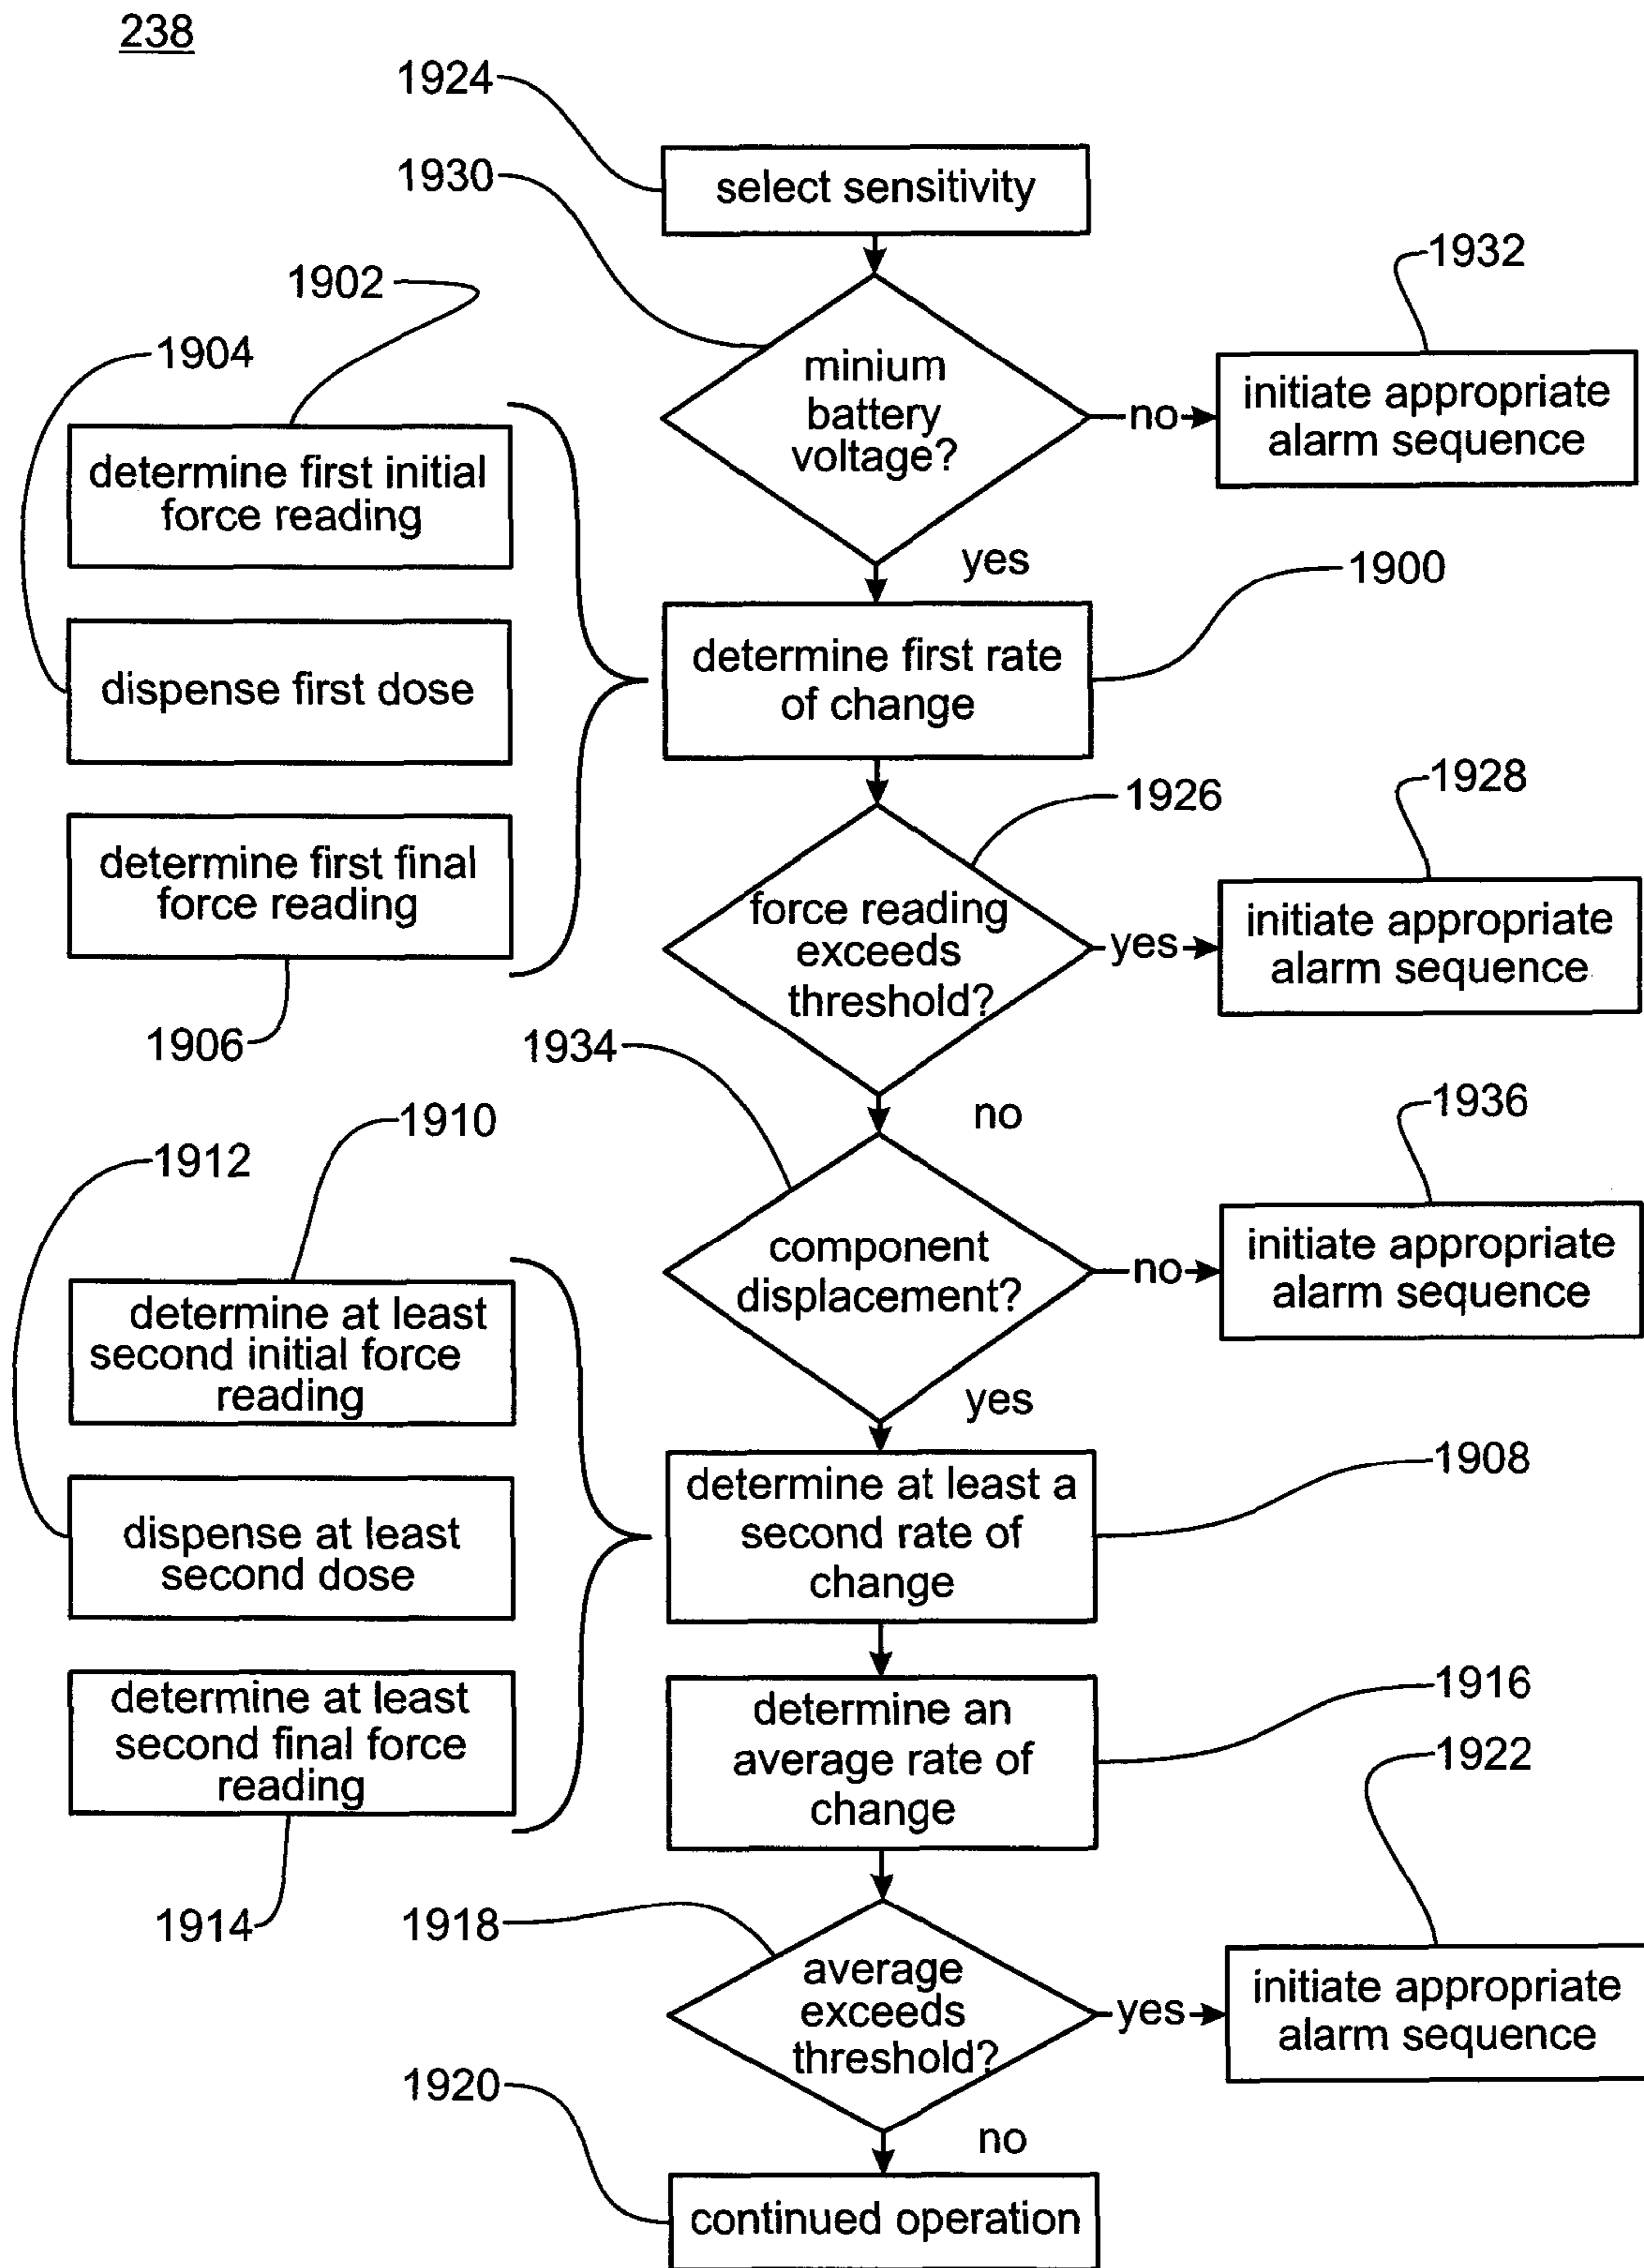 238
1924
select sensitivity
1930
1932
1902
minium
battery
voltage?
no
initiate appropriate
alarm sequence
1904
determine first initial
force reading
yes
1900
dispense first dose
determine first rate
of change
1926
1928
determine first final
force reading
force reading
exceeds
threshold?
yes
initiate appropriate
alarm sequence
1906
1934
no
1936
1910
1912
component
displacement?
no
initiate appropriate
alarm sequence
determine at least
second initial force
reading
yes
1908
dispense at least
second dose
determine at least a
second rate of
change
1916
determine at least
second final force
reading
determine an
average rate of
change
1922
1914
1918
average
exceeds
threshold?
yes
initiate appropriate
alarm sequence
1920
no
continued operation